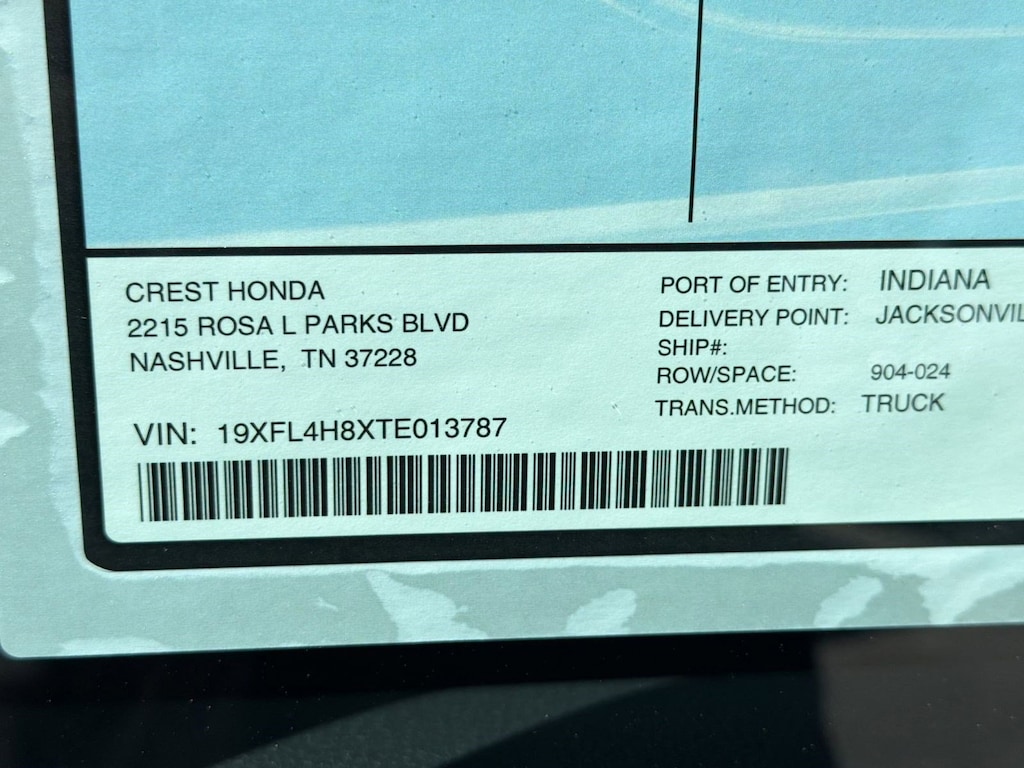 CREST HONDA
2215 ROSA L PARKS BLVD
NASHVILLE, TN 37228
VIN: 19XFL4H8XTE013787
PORT OF ENTRY: INDIANA
DELIVERY POINT: JACKSONVIL
SHIP#:
ROW/SPACE: 904-024
TRANS.METHOD: TRUCK